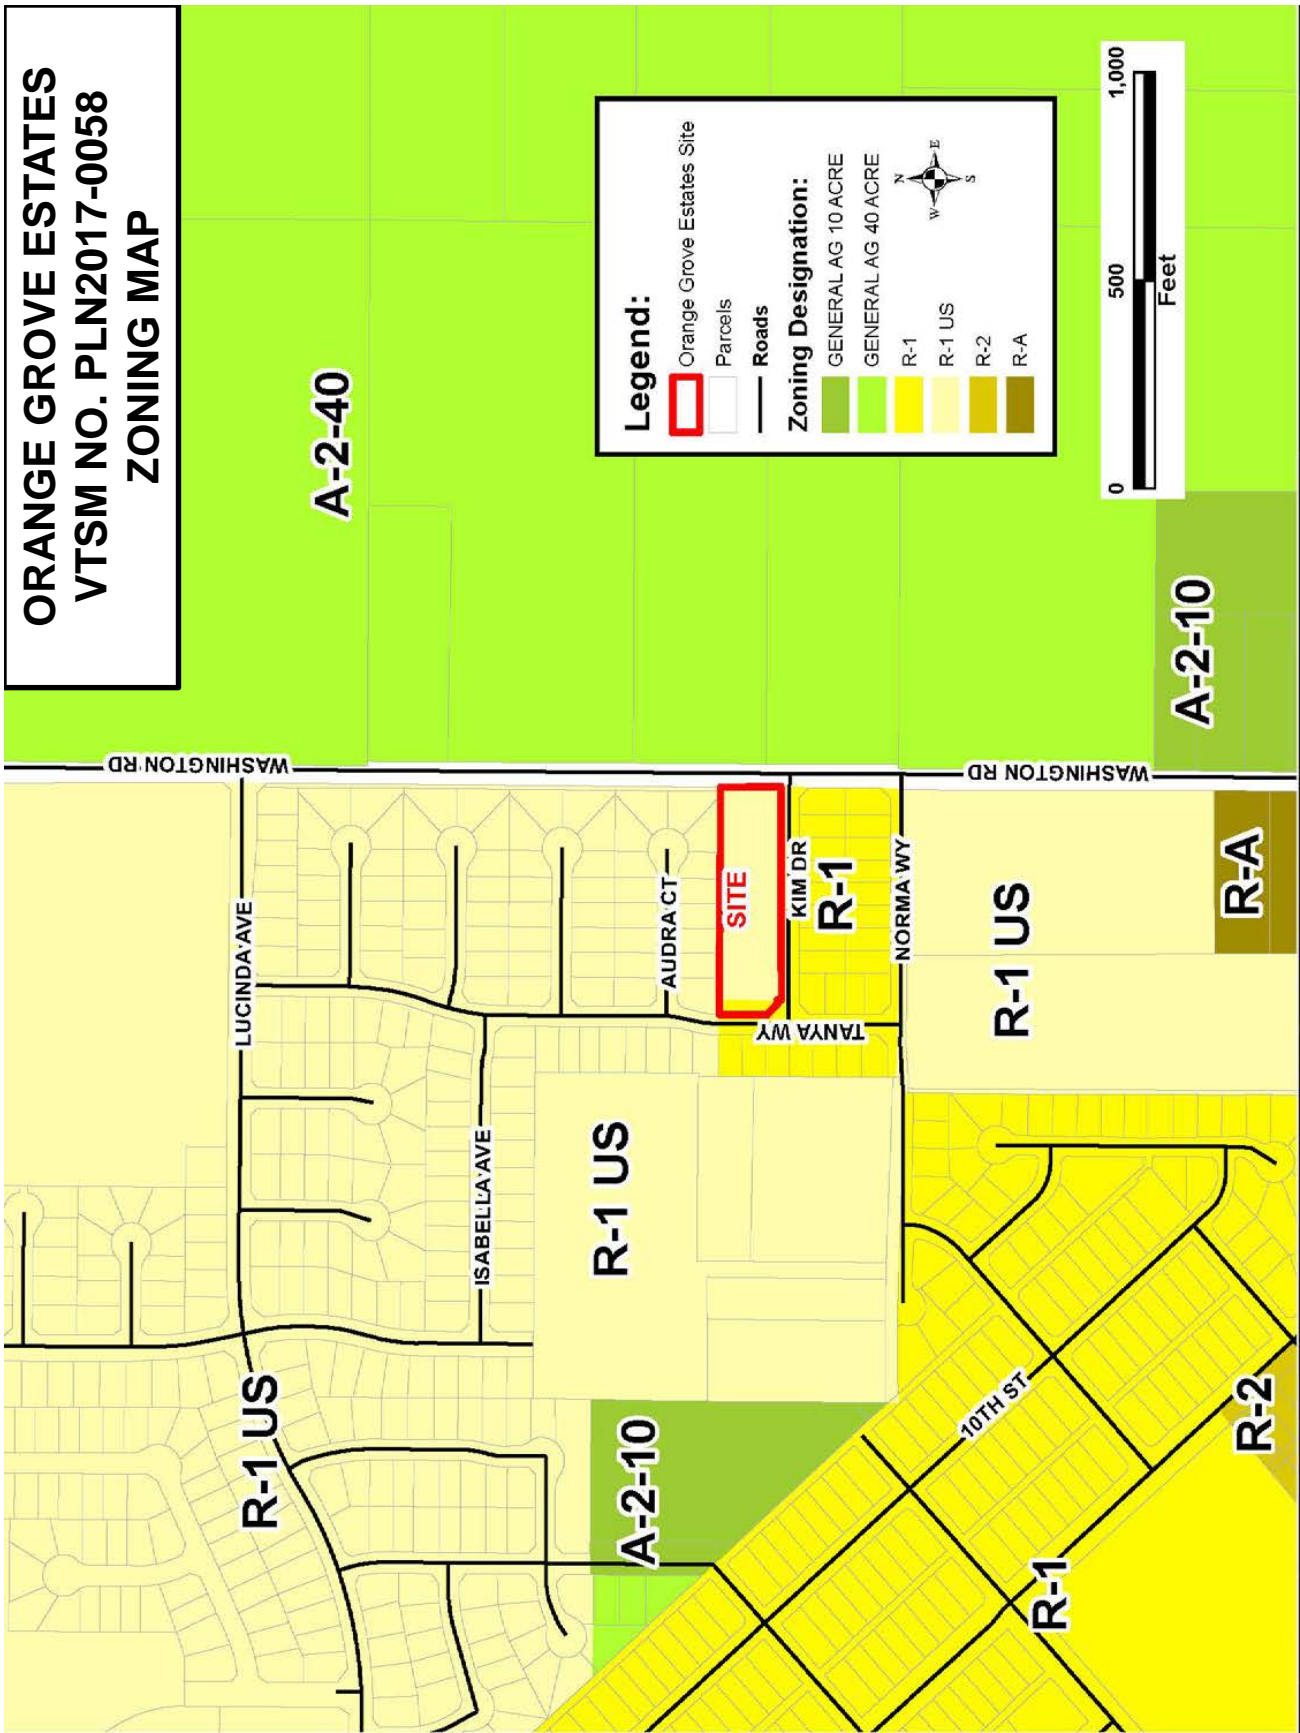 ORANGE GROVE ESTATES
VTSM NO. PLN2017-0058
ZONING MAP
R-1 US
LUCINDA AVE
WASHINGTON RD
A-2-40
ISABELLA AVE
A-2-10
R-1 US
AUDRA CT
SITE
TANYA WY
KIM DR
R-1
NORMA WY
10TH ST
R-1
R-2
R-1 US
WASHINGTON RD
R-A
A-2-10
Legend:
Orange Grove Estates Site
Parcels
Roads
Zoning Designation:
GENERAL AG 10 ACRE
GENERAL AG 40 ACRE
R-1
R-1 US
R-2
R-A
N
W
E
S
0 500 1,000
Feet